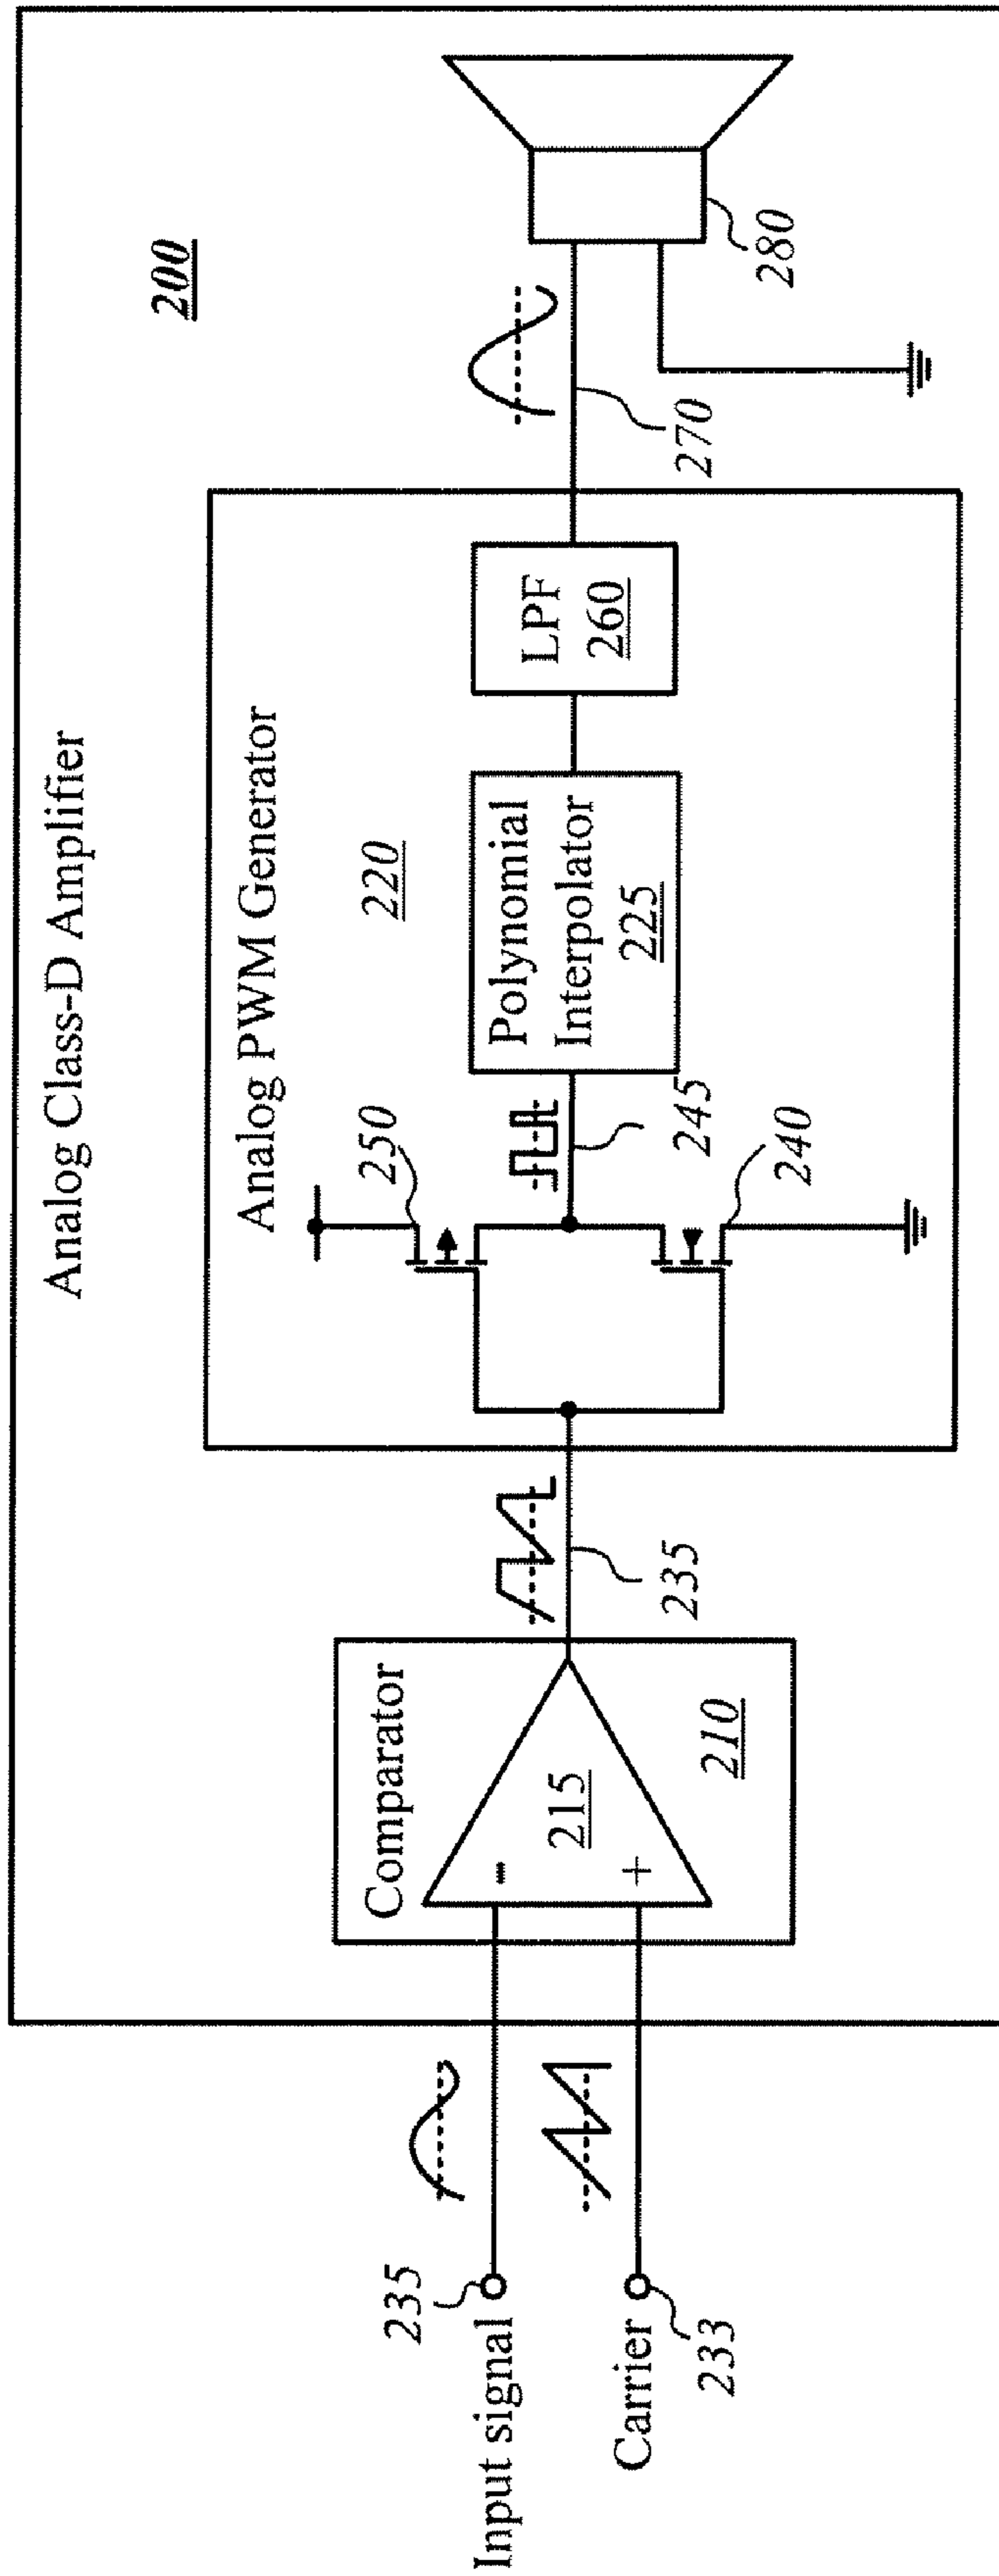 Analog Class-D Amplifier
200
Analog PWM Generator
220
Comparator
215
-
+
210
Input signal
235
Carrier
233
235
250
240
245
Polynomial
Interpolator
225
LPF
260
270
280